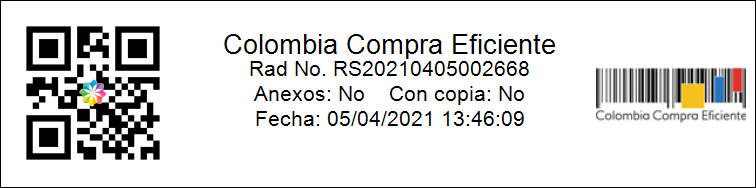 Colombia Compra Eficiente
Rad No. RS20210405002668
Anexos: No    Con copia: No
Fecha: 05/04/2021 13:46:09
Colombia Compra Eficiente